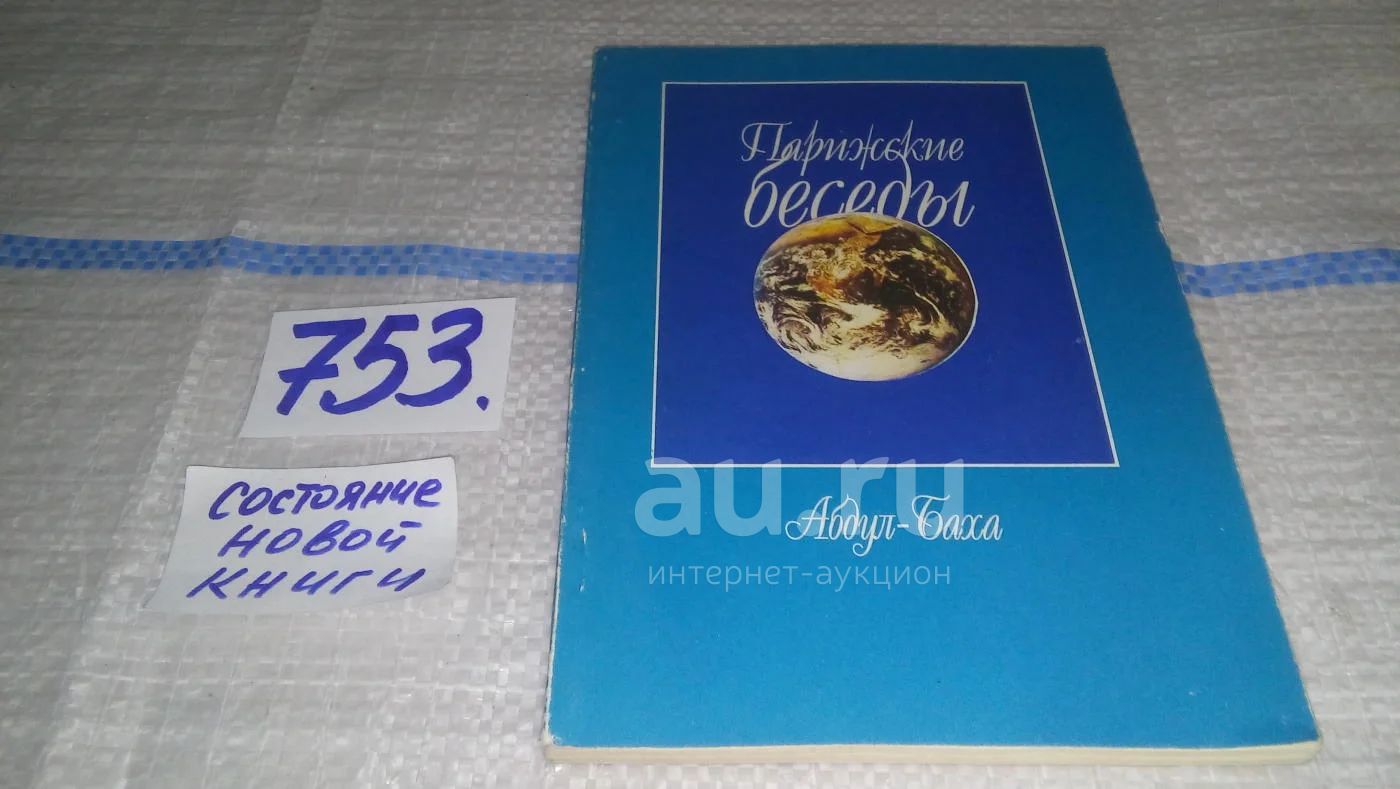 753.
состояние
новой
книги
Парижские
беседы
Абдул-Баха
au.ru
интернет-аукцион